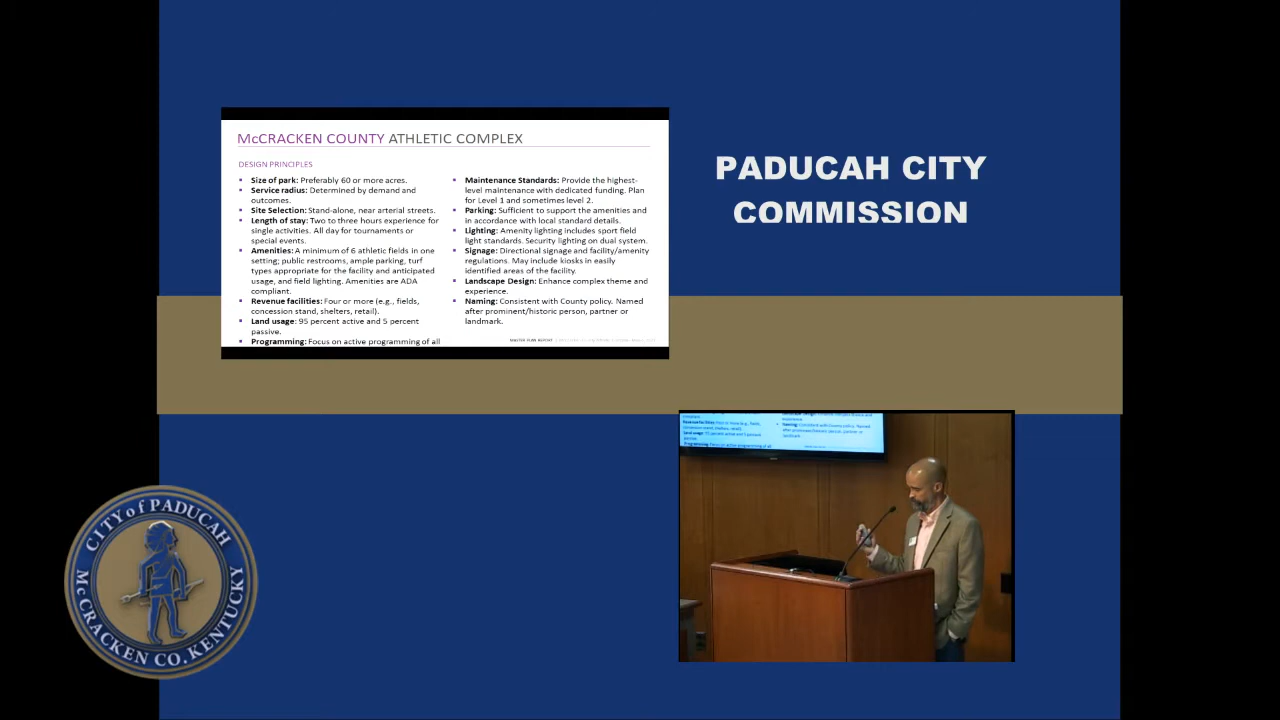 McCRACKEN COUNTY ATHLETIC COMPLEX
DESIGN PRINCIPLES
▪ Size of park: Preferably 60 or more acres.
▪ Service radius: Determined by demand and
outcomes.
▪ Site Selection: Stand-alone, near arterial streets.
▪ Length of stay: Two to three hours experience for
single activities. All day for tournaments or
special events.
▪ Amenities: A minimum of 6 athletic fields in one
setting; public restrooms, ample parking, turf
types appropriate for the facility and anticipated
usage, and field lighting. Amenities are ADA
compliant.
▪ Revenue facilities: Four or more (e.g., fields,
concession stand, shelters, retail).
▪ Land usage: 95 percent active and 5 percent
passive.
▪ Programming: Focus on active programming of all
▪ Maintenance Standards: Provide the highest-
level maintenance with dedicated funding. Plan
for Level 1 and sometimes level 2.
▪ Parking: Sufficient to support the amenities and
in accordance with local standard details.
▪ Lighting: Amenity lighting includes sport field
light standards. Security lighting on dual system.
▪ Signage: Directional signage and facility/amenity
regulations. May include kiosks in easily
identified areas of the facility.
▪ Landscape Design: Enhance complex theme and
experience.
▪ Naming: Consistent with County policy. Named
after prominent/historic person, partner or
landmark.
MASTER PLAN REPORT
PADUCAH CITY
COMMISSION
CITY of PADUCAH
McCRACKEN CO. KENTUCKY